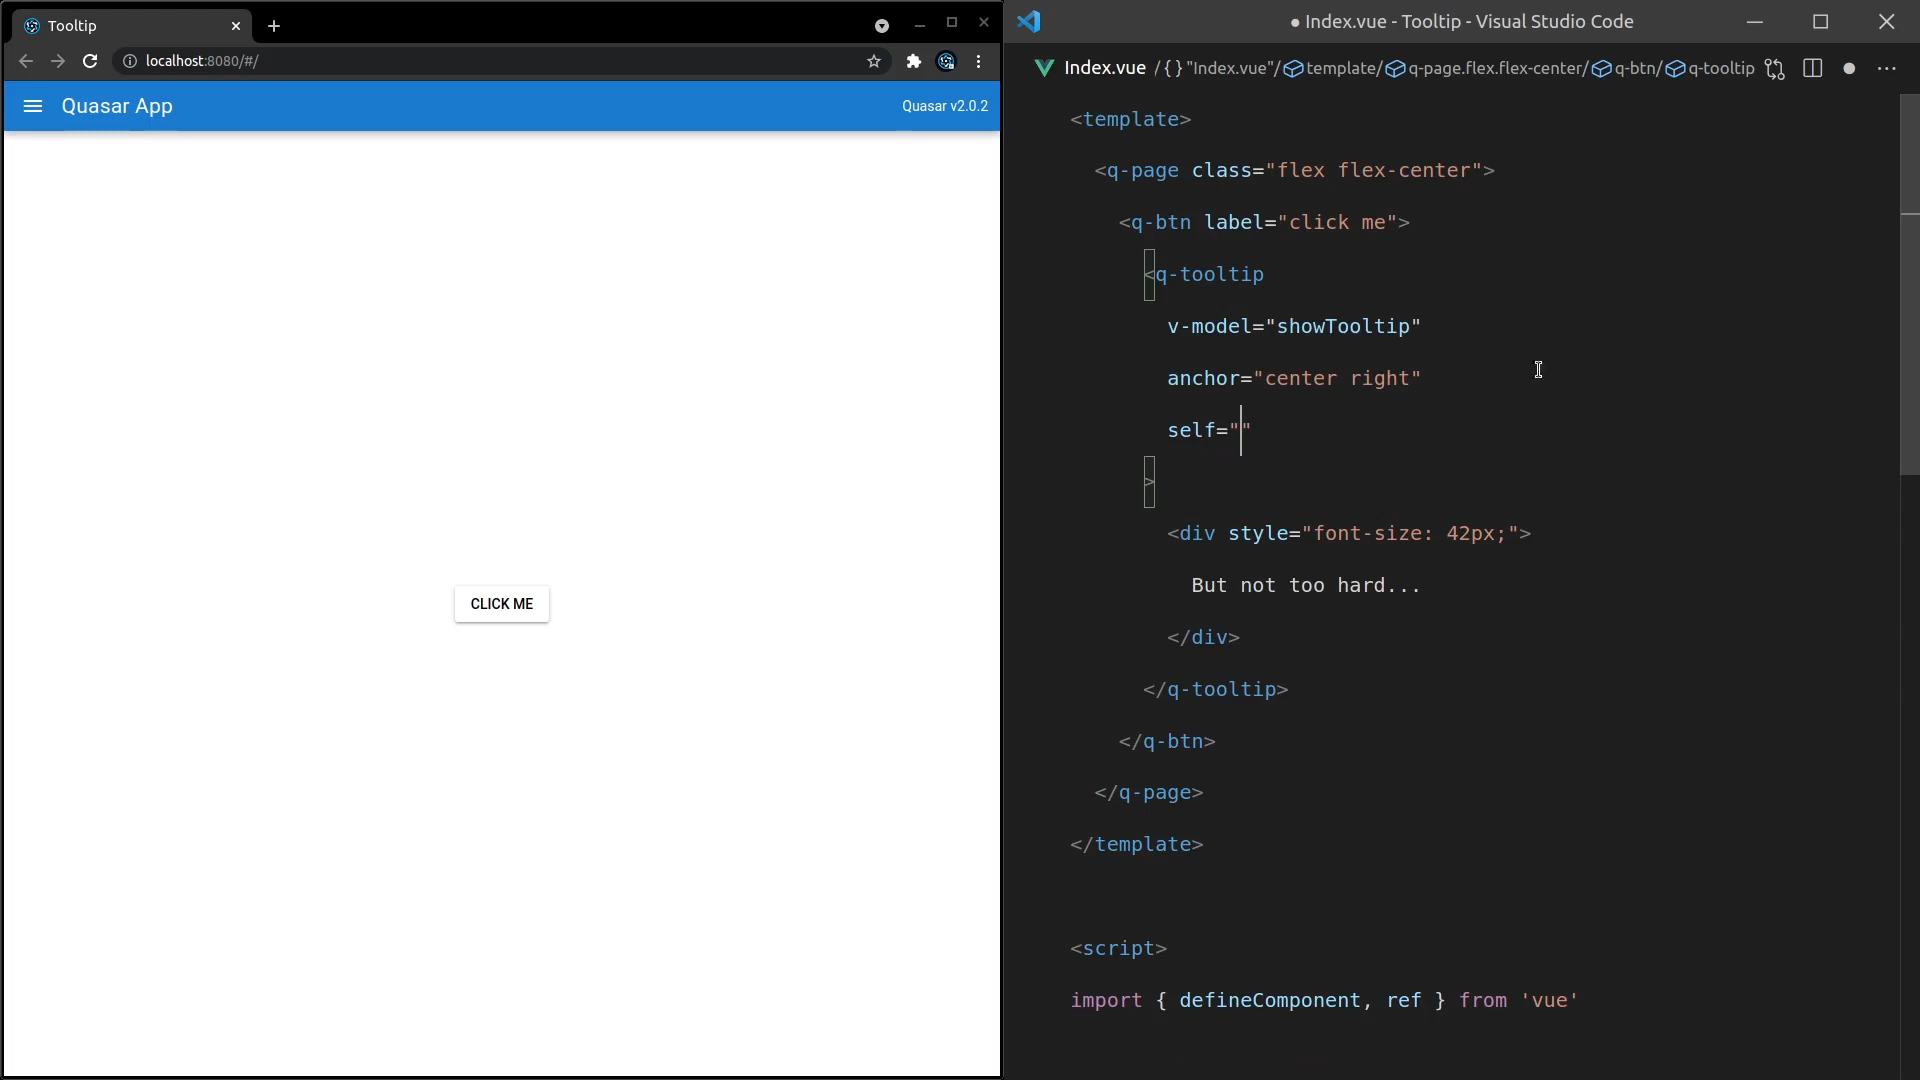 Tooltip
localhost:8080/#/
Quasar App
Quasar v2.0.2
CLICK ME
● Index.vue - Tooltip - Visual Studio Code
Index.vue /{ } "Index.vue"/ template/ q-page.flex.flex-center/ q-btn/ q-tooltip
<template>
<q-page class="flex flex-center">
<q-btn label="click me">
<q-tooltip
v-model="showTooltip"
anchor="center right"
self=""
>
<div style="font-size: 42px;">
But not too hard...
</div>
</q-tooltip>
</q-btn>
</q-page>
</template>
<script>
import { defineComponent, ref } from 'vue'